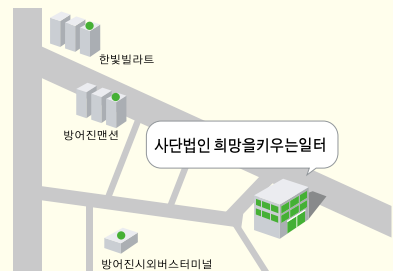 한빛빌라트
방어진맨션
사단법인 희망을키우는일터
방어진시외버스터미널